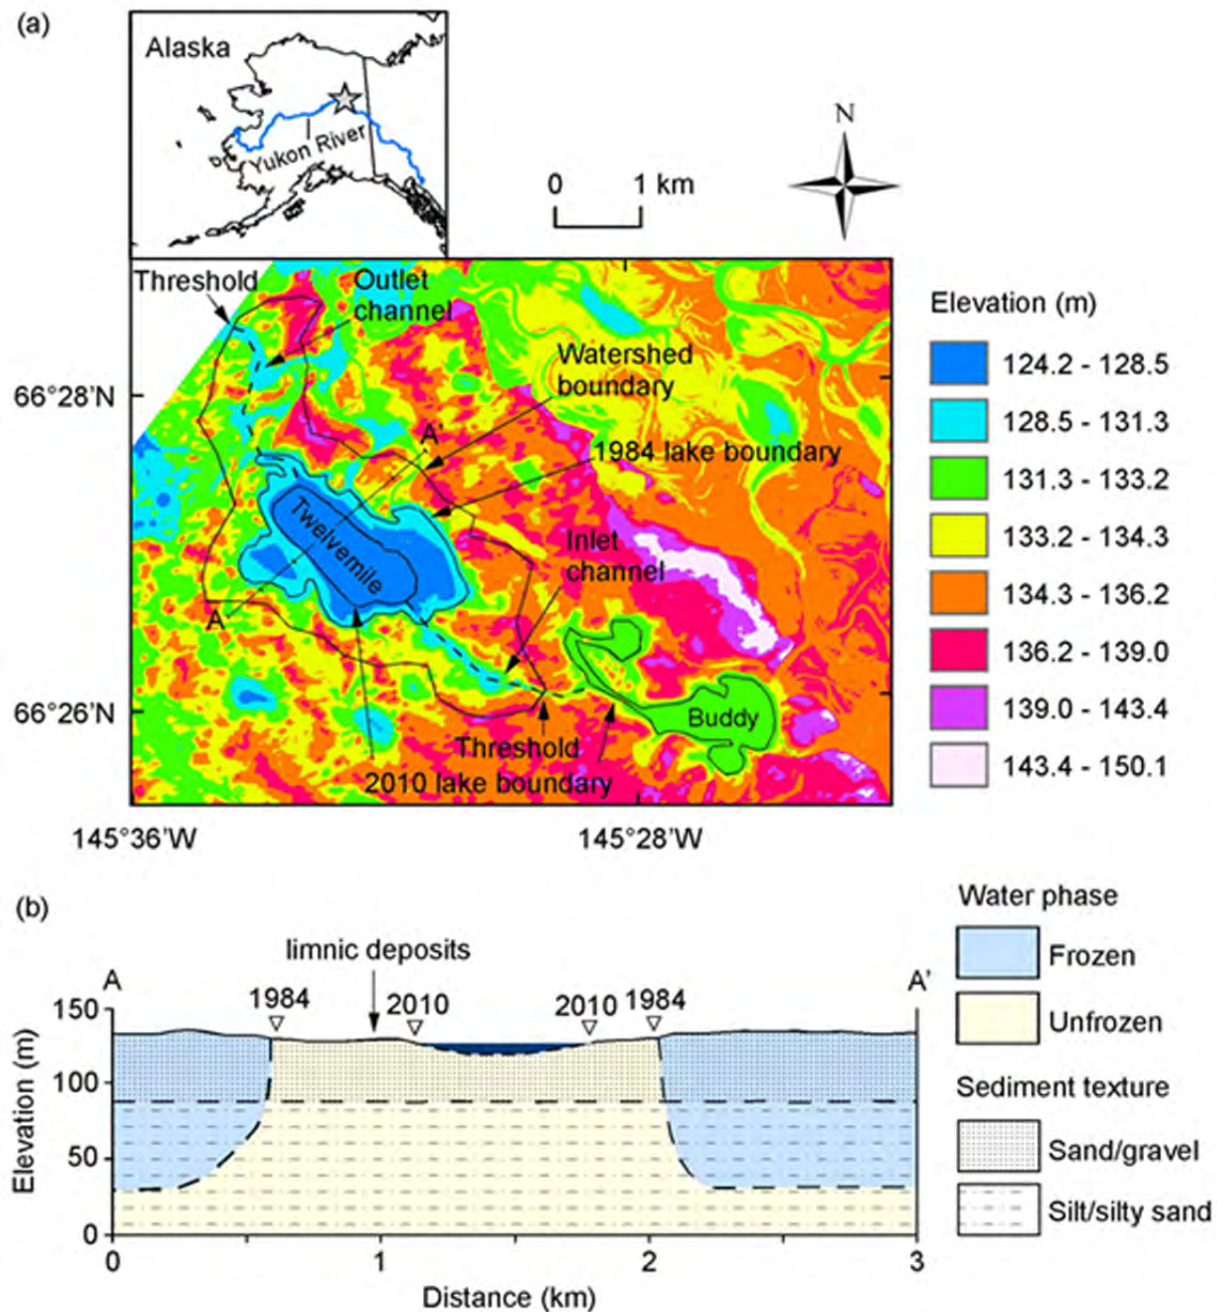 (a)
Alaska
Yukon River
N
0 1 km
Threshold
Outlet
channel
Watershed
boundary
66°28'N
A'
1984 lake boundary
Twelvemile
Inlet
channel
A
66°26'N
Buddy
Threshold
2010 lake boundary
145°36'W
145°28'W
Elevation (m)
124.2 - 128.5
128.5 - 131.3
131.3 - 133.2
133.2 - 134.3
134.3 - 136.2
136.2 - 139.0
139.0 - 143.4
143.4 - 150.1
(b)
limnic deposits
A
1984
2010
2010
1984
A'
150
100
50
0
Elevation (m)
0
1
2
3
Distance (km)
Water phase
Frozen
Unfrozen
Sediment texture
Sand/gravel
Silt/silty sand